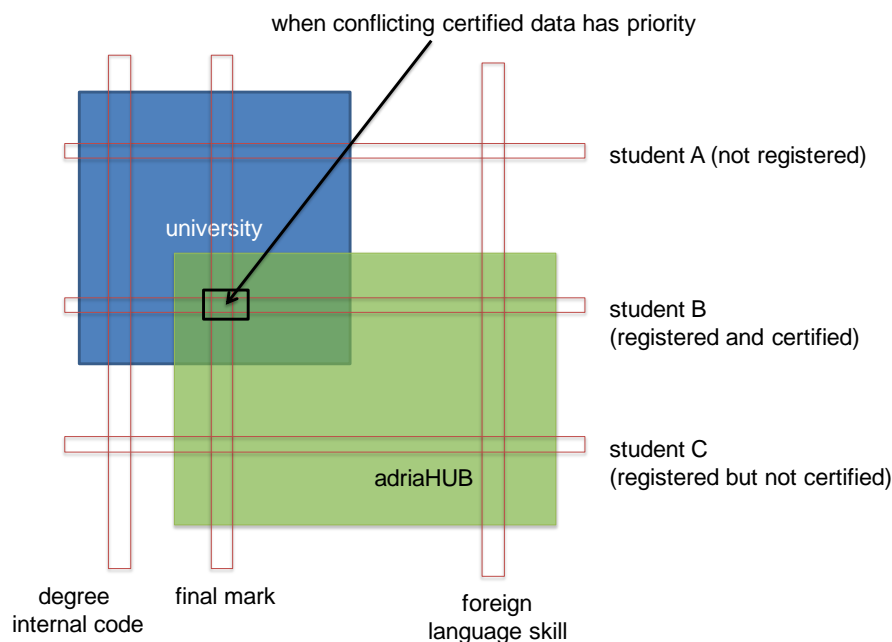 when conflicting certified data has priority
student A (not registered)
university
student B
(registered and certified)
student C
(registered but not certified)
adriaHUB
degree
internal code
final mark
foreign
language skill